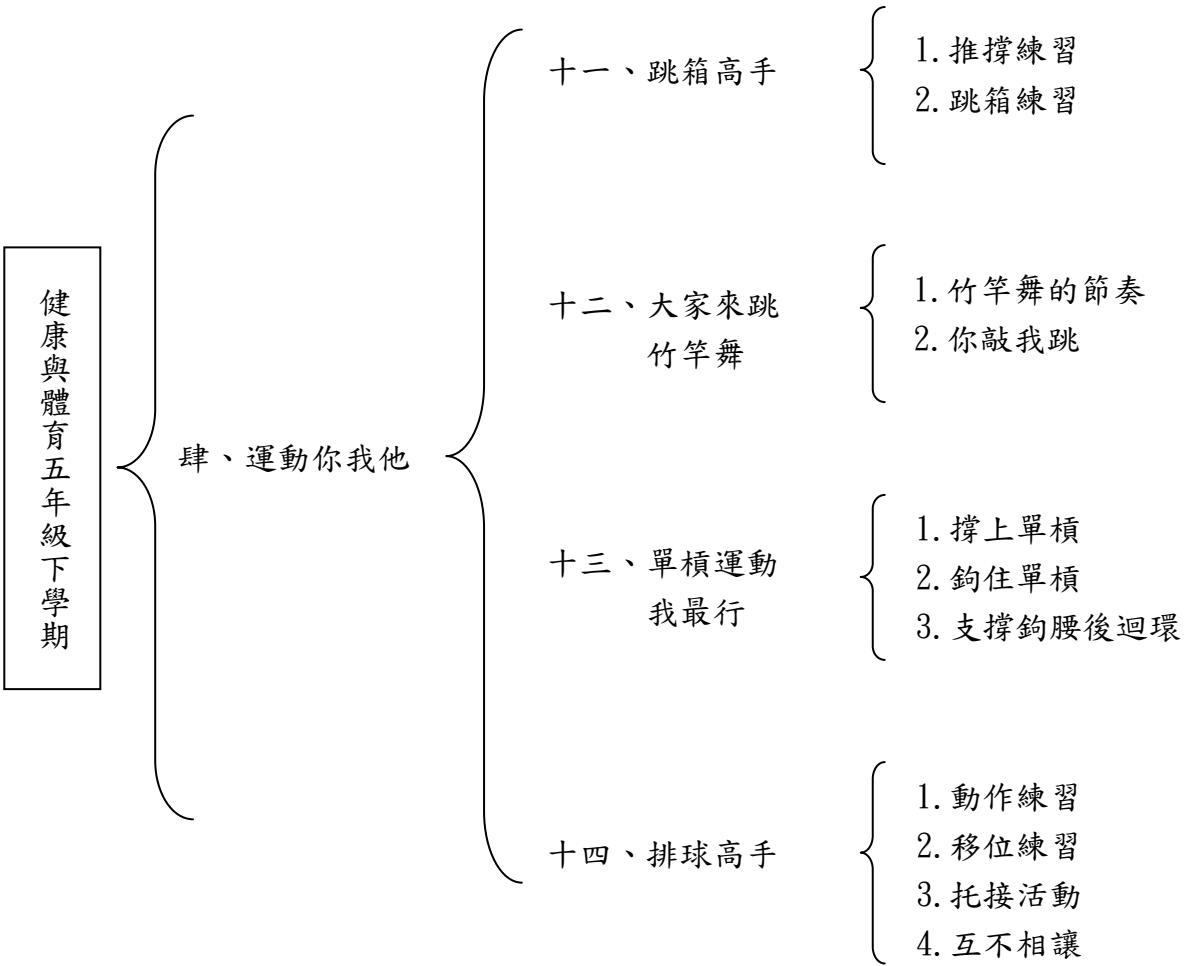 健康與體育五年級下學期
肆、運動你我他
十一、跳箱高手
1.推撐練習
2.跳箱練習
十二、大家來跳
竹竿舞
1.竹竿舞的節奏
2.你敲我跳
十三、單槓運動
我最行
1.撐上單槓
2.鉤住單槓
3.支撐鉤腰後迴環
十四、排球高手
1.動作練習
2.移位練習
3.托接活動
4.互不相讓